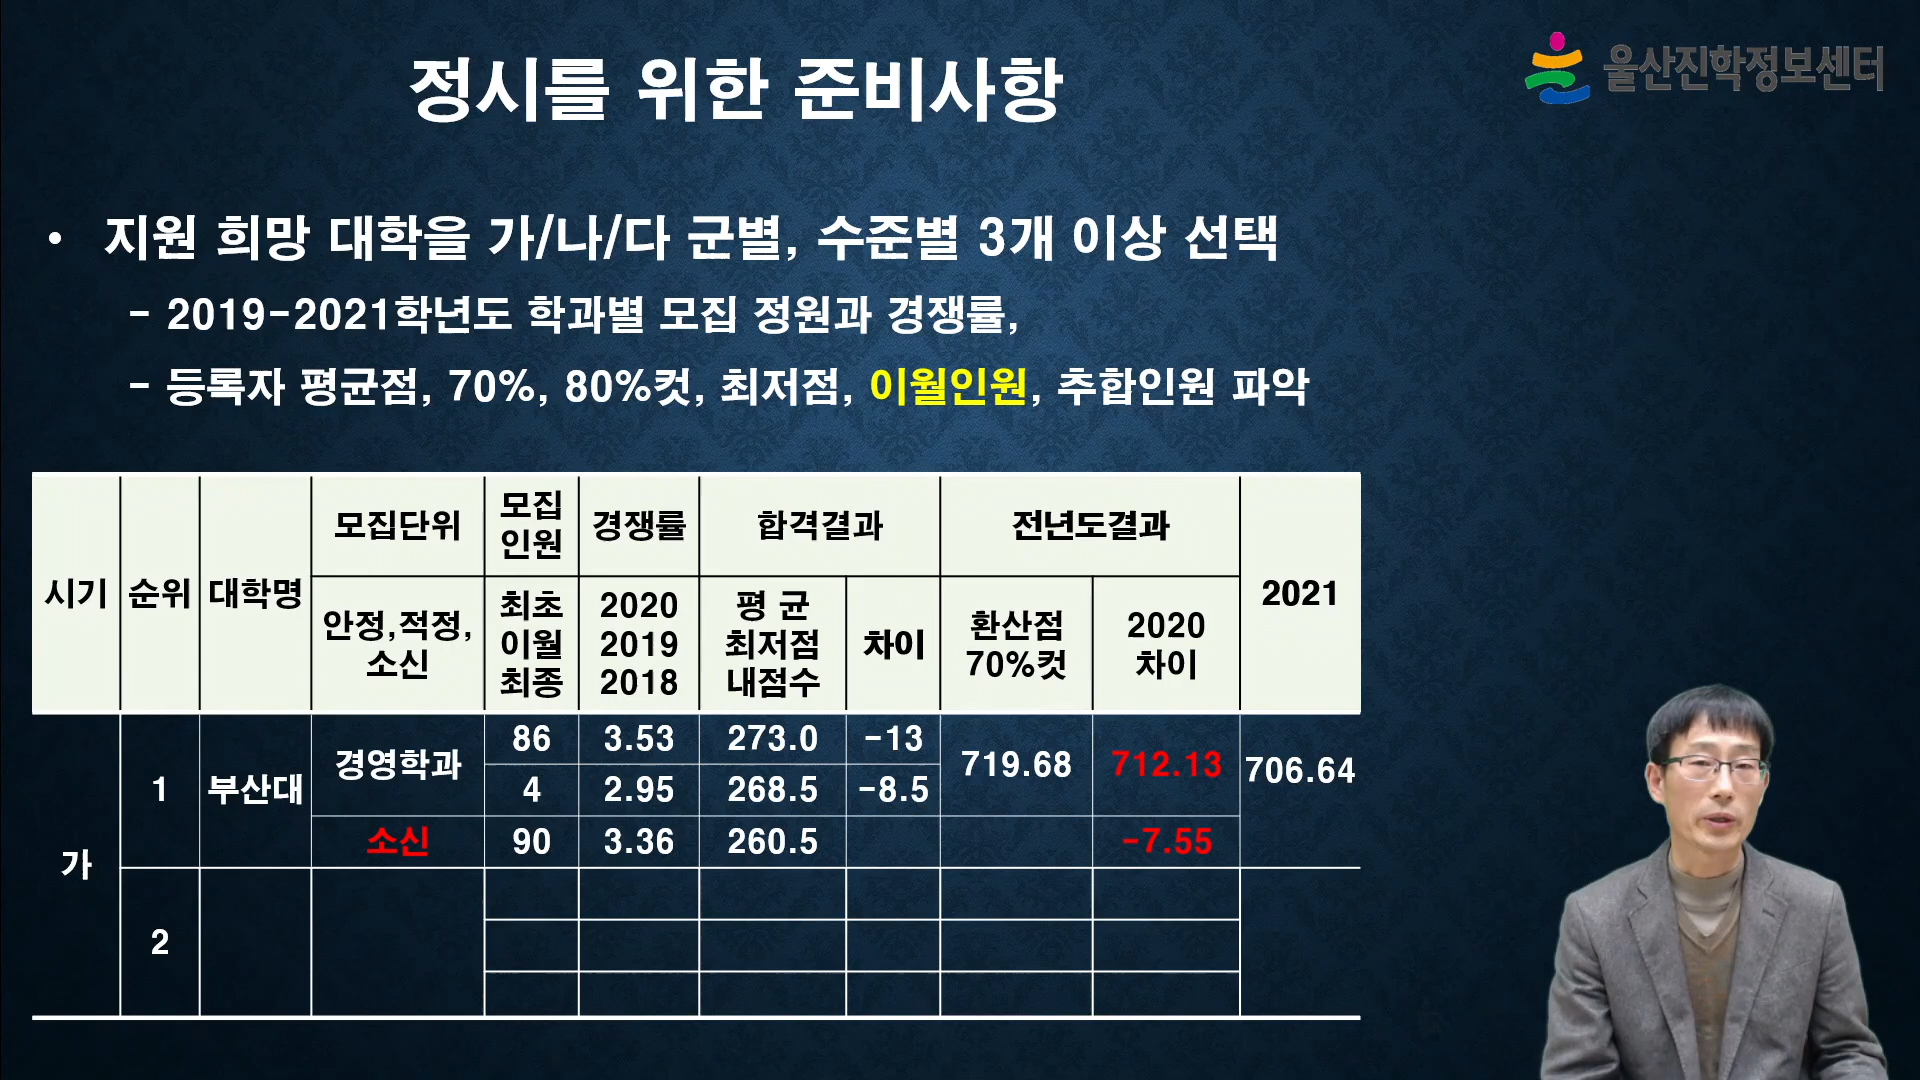 정시를 위한 준비사항
울산진학정보센터
• 지원 희망 대학을 가/나/다 군별, 수준별 3개 이상 선택
- 2019-2021학년도 학과별 모집 정원과 경쟁률,
- 등록자 평균점, 70%, 80%컷, 최저점, 이월인원, 추합인원 파악
시기 순위 대학명 모집단위 모집 인원 경쟁률 합격결과 전년도결과 2021
안정,적정, 소신 최초 이월 최종 2020 2019 2018 평 균 최저점 내점수 차이 환산점 70%컷 2020 차이
가 1 부산대 경영학과 86 3.53 273.0 -13 719.68 712.13 706.64
4 2.95 268.5 -8.5
소신 90 3.36 260.5 -7.55
2